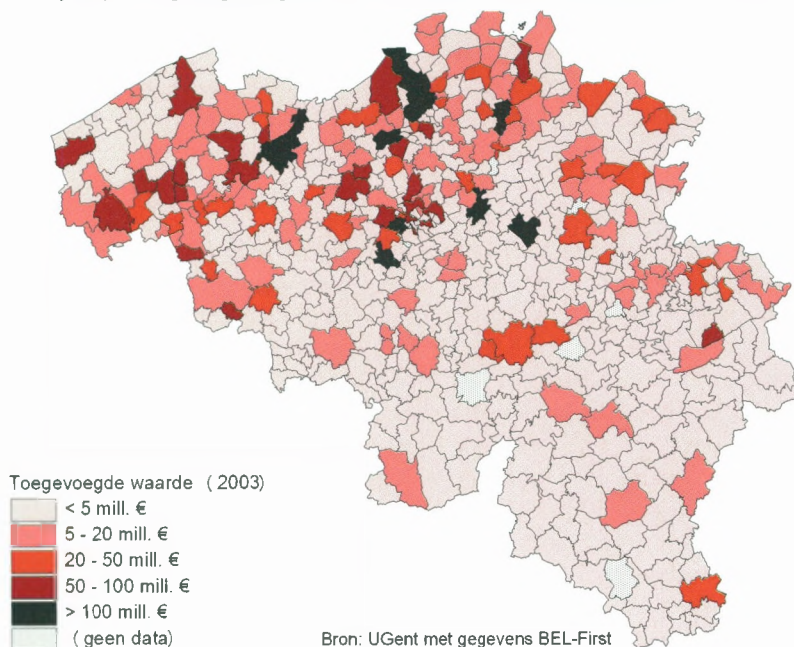 Toegevoegde waarde (2003)
< 5 mill. €
5 - 20 mill. €
20 - 50 mill. €
50 - 100 mill. €
> 100 mill. €
(geen data)
Bron: UGent met gegevens BEL-First